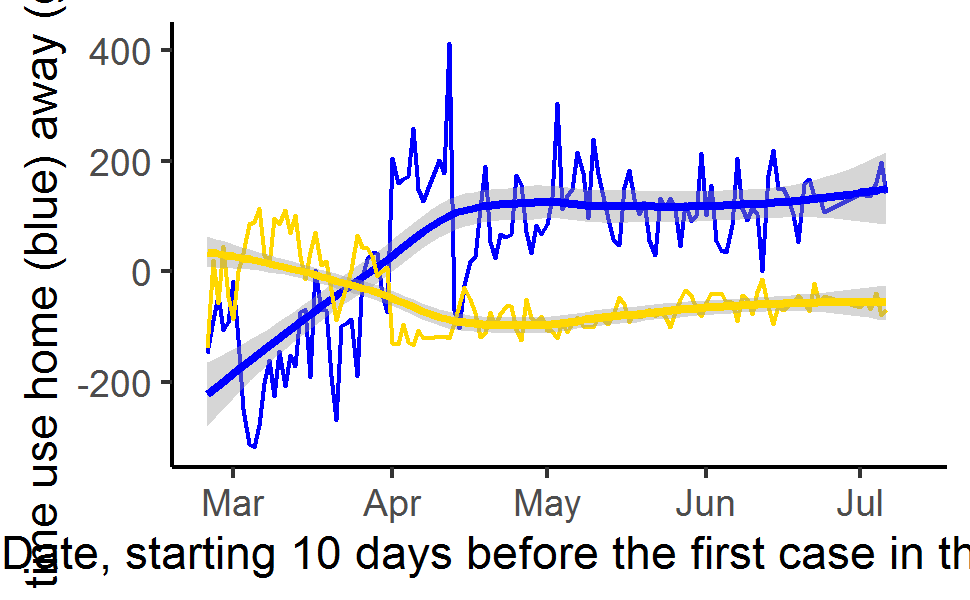 time use home (blue) away (
400
200
0
-200
Mar Apr May Jun Jul
Date, starting 10 days before the first case in th